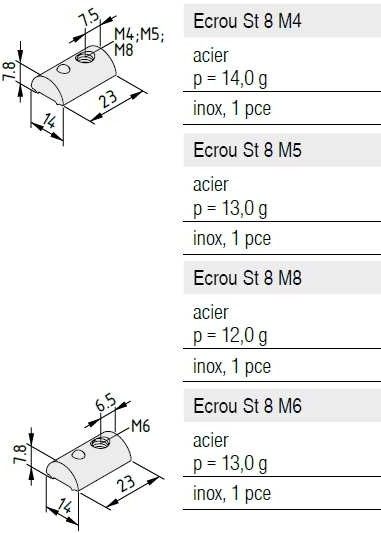 7.5
M4;M5;
M8
7.8
23
14
Ecrou St 8 M4
acier
p = 14,0 g
inox, 1 pce
Ecrou St 8 M5
acier
p = 13,0 g
inox, 1 pce
Ecrou St 8 M8
acier
p = 12,0 g
inox, 1 pce
6.5
M6
7.8
23
14
Ecrou St 8 M6
acier
p = 13,0 g
inox, 1 pce